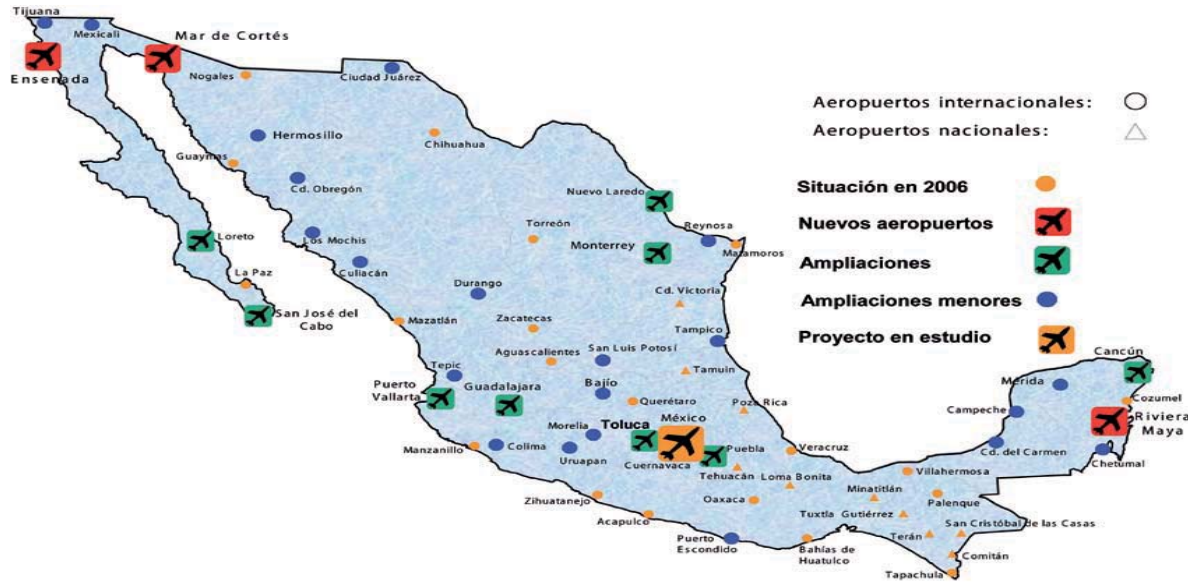 Tijuana
Mexicali
Mar de Cortés
Ensenada
Nogales
Ciudad Juárez
Hermosillo
Chihuahua
Guaymas
Cd. Obregón
Nuevo Laredo
Loreto
Los Mochis
Torreón
Reynosa
Monterrey
Matamoros
La Paz
Culiacán
Durango
Cd. Victoria
San José del
Cabo
Mazatlán
Zacatecas
Tampico
Aguascalientes
San Luis Potosí
Tepic
Tamuin
Puerto
Vallarta
Guadalajara
Bajío
Querétaro
Poza Rica
México
Morelia
Toluca
Manzanillo
Colima
Uruapan
Cuernavaca
Puebla
Veracruz
Tehuacán
Loma Bonita
Zihuatanejo
Oaxaca
Acapulco
Puerto
Escondido
Bahías de
Huatulco
Minatitlán
Villahermosa
Palenque
Tuxtla Gutiérrez
San Cristóbal de las Casas
Terán
Comitán
Tapachula
Cancún
Mérida
Cozumel
Campeche
Riviera
Maya
Cd. del Carmen
Chetumal
Aeropuertos internacionales:
Aeropuertos nacionales:
Situación en 2006
Nuevos aeropuertos
Ampliaciones
Ampliaciones menores
Proyecto en estudio